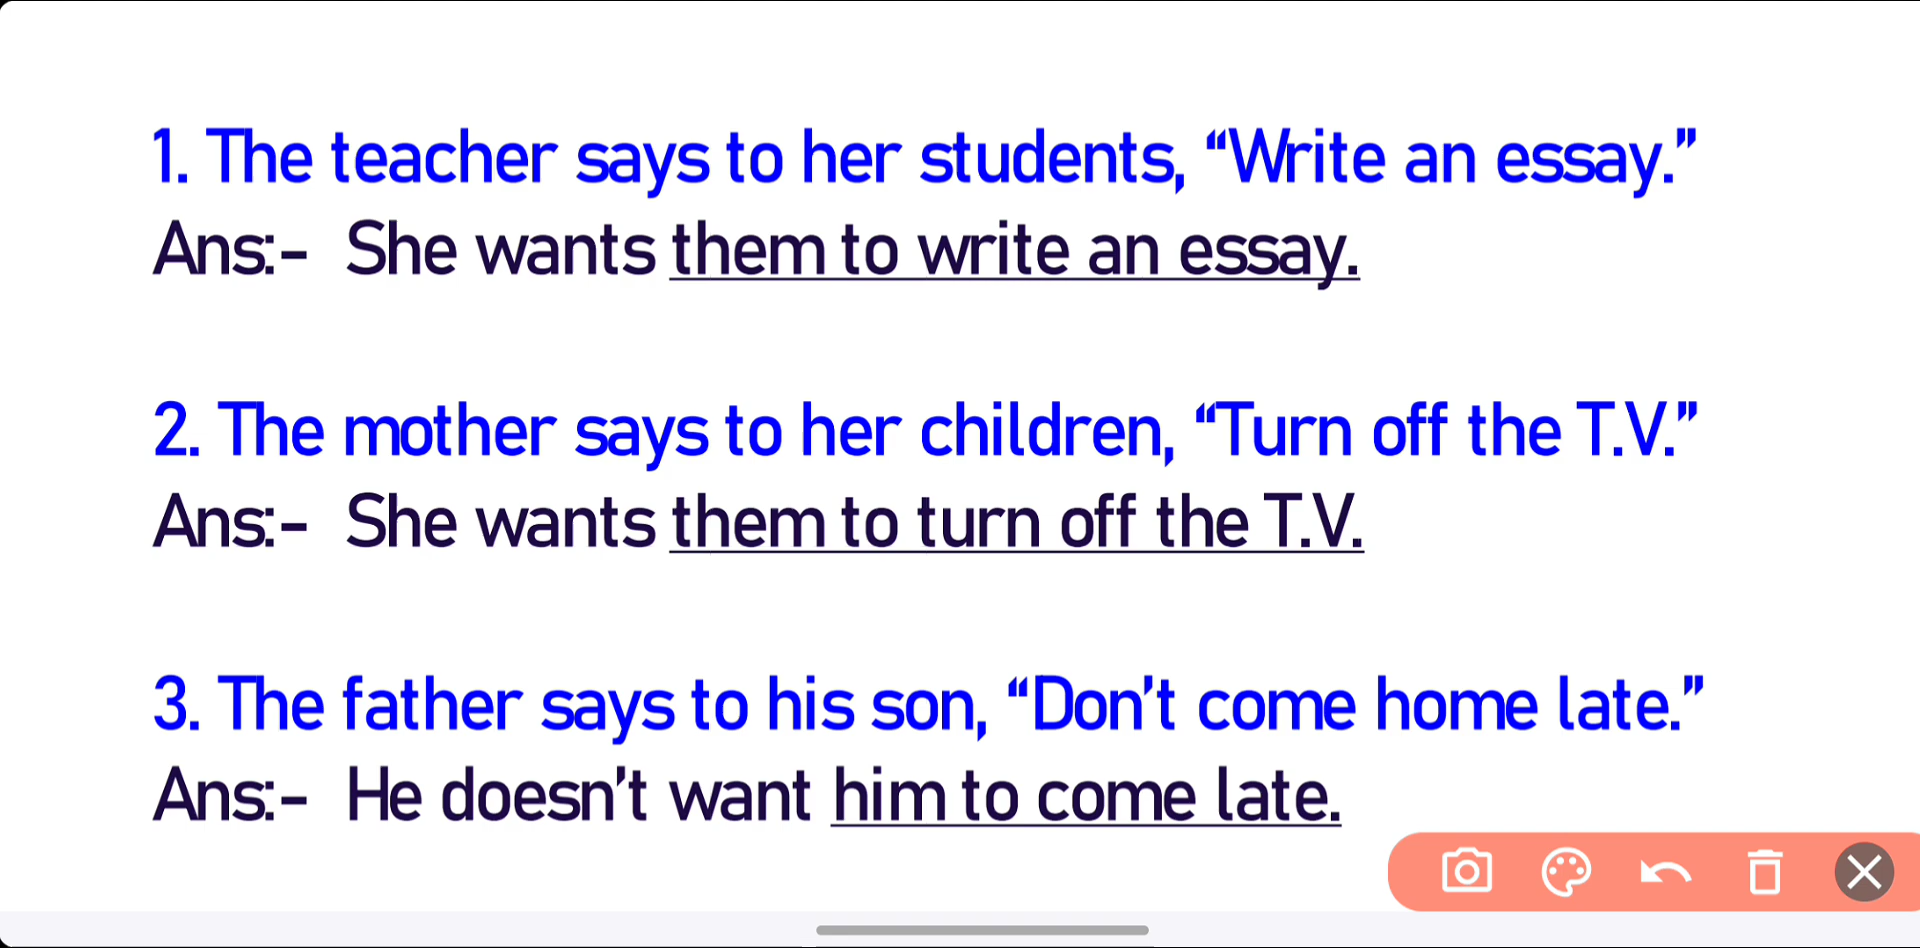 1. The teacher says to her students, “Write an essay.”
Ans:- She wants them to write an essay.
2. The mother says to her children, “Turn off the T.V.”
Ans:- She wants them to turn off the T.V.
3. The father says to his son, “Don't come home late.”
Ans:- He doesn't want him to come late.